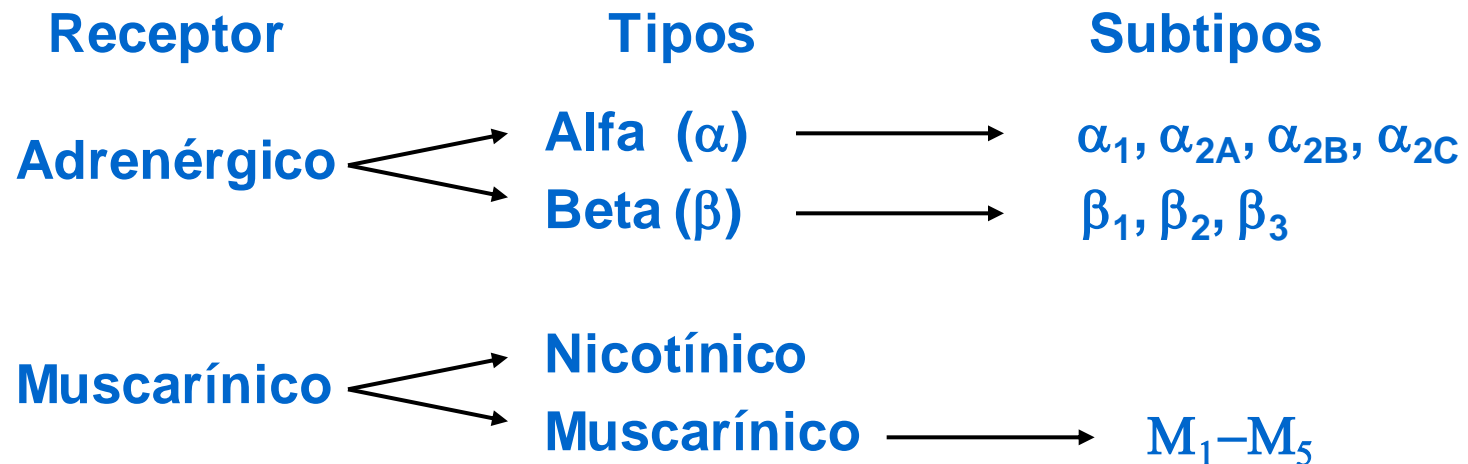 Receptor Tipos Subtipos
Adrenérgico
Alfa (α) α1, α2A, α2B, α2C
Beta (β) β1, β2, β3
Muscarínico
Nicotínico
Muscarínico M1–M5